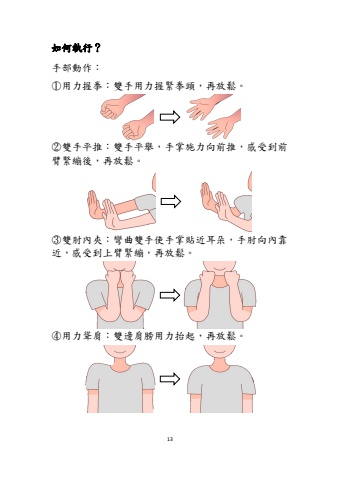 如何執行？
手部動作：
①用力握拳：雙手用力握緊拳頭，再放鬆。
②雙手平推：雙手平舉，手掌施力向前推，感受到前
臂緊繃後，再放鬆。
③雙肘內夾：彎曲雙手使手掌貼近耳朵，手肘向內靠
近，感受到上臂緊繃，再放鬆。
④用力聳肩：雙邊肩膀用力抬起，再放鬆。
13